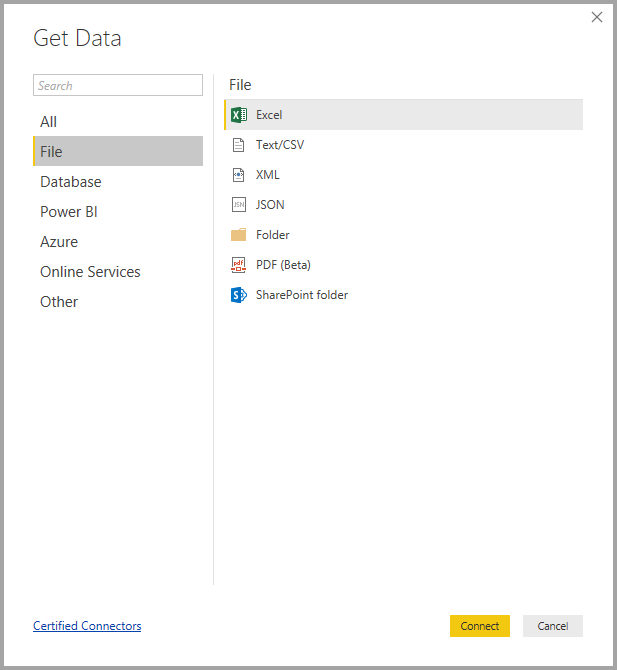 Get Data
Search
All
File
Database
Power BI
Azure
Online Services
Other
File
Excel
Text/CSV
XML
JSON
Folder
PDF (Beta)
SharePoint folder
Certified Connectors
Connect
Cancel